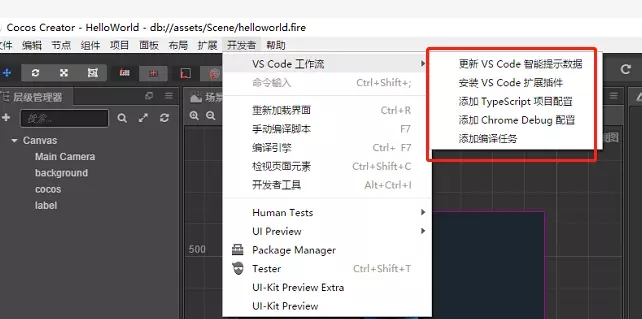 Cocos Creator - HelloWorld - db://assets/Scene/helloworld.fire
文件 编辑 节点 组件 项目 面板 布局 扩展 开发者 帮助(H)
层级管理器
搜索...
Canvas
Main Camera
background
cocos
label
场景
500
VS Code 工作流
命令输入 Ctrl+Shift+;
重新加载界面 Ctrl+R
手动编译脚本 F7
编译引擎 Ctrl+ F7
检视页面元素 Ctrl+Shift+C
开发者工具 Alt+Ctrl+I
Human Tests
UI Preview
Package Manager
Tester Ctrl+Shift+T
UI-Kit Preview Extra
UI-Kit Preview
更新 VS Code 智能提示数据
安装 VS Code 扩展插件
添加 TypeScript 项目配置
添加 Chrome Debug 配置
添加编译任务